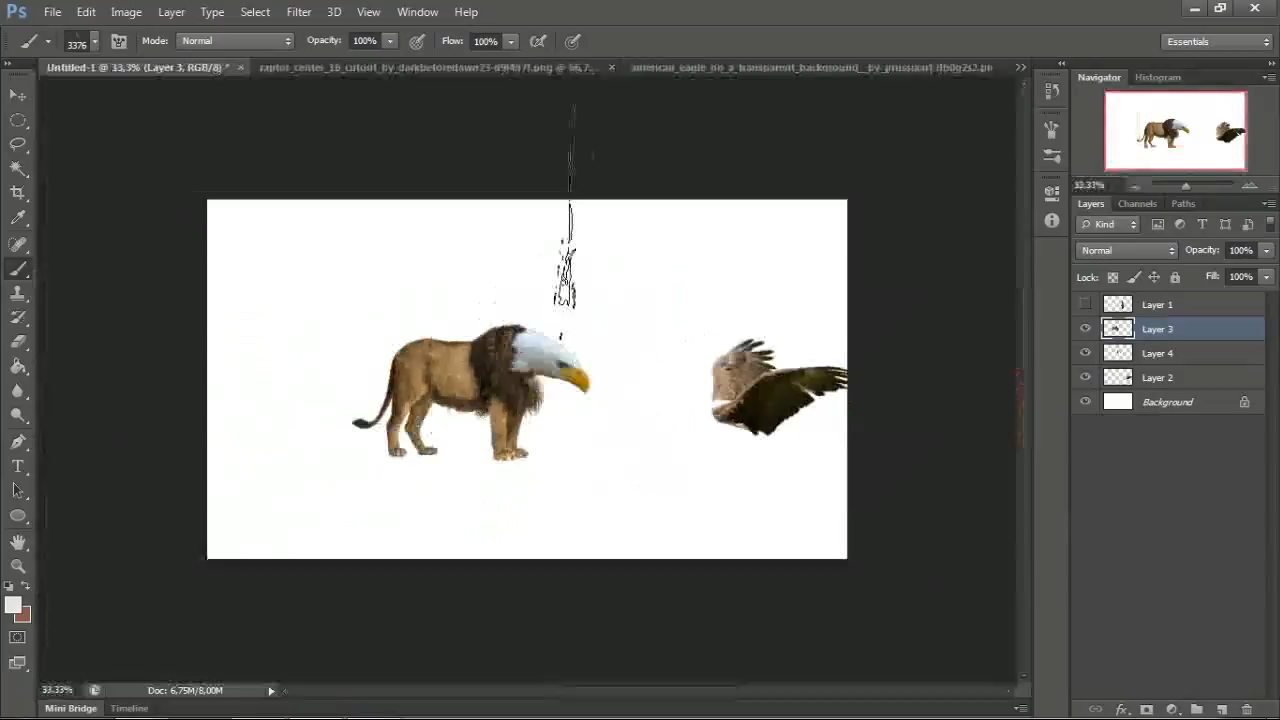 Ps File Edit Image Layer Type Select Filter 3D View Window Help
3376 Mode: Normal Opacity: 100% Flow: 100% Essentials
Untitled-1 @ 33,3% (Layer 3, RGB/8) *
Navigator Histogram
33.33%
Layers Channels Paths
Kind
Normal Opacity: 100%
Lock: Fill: 100%
Layer 1
Layer 3
Layer 4
Layer 2
Background
33.33% Doc: 6,75M/8,00M
Mini Bridge Timeline